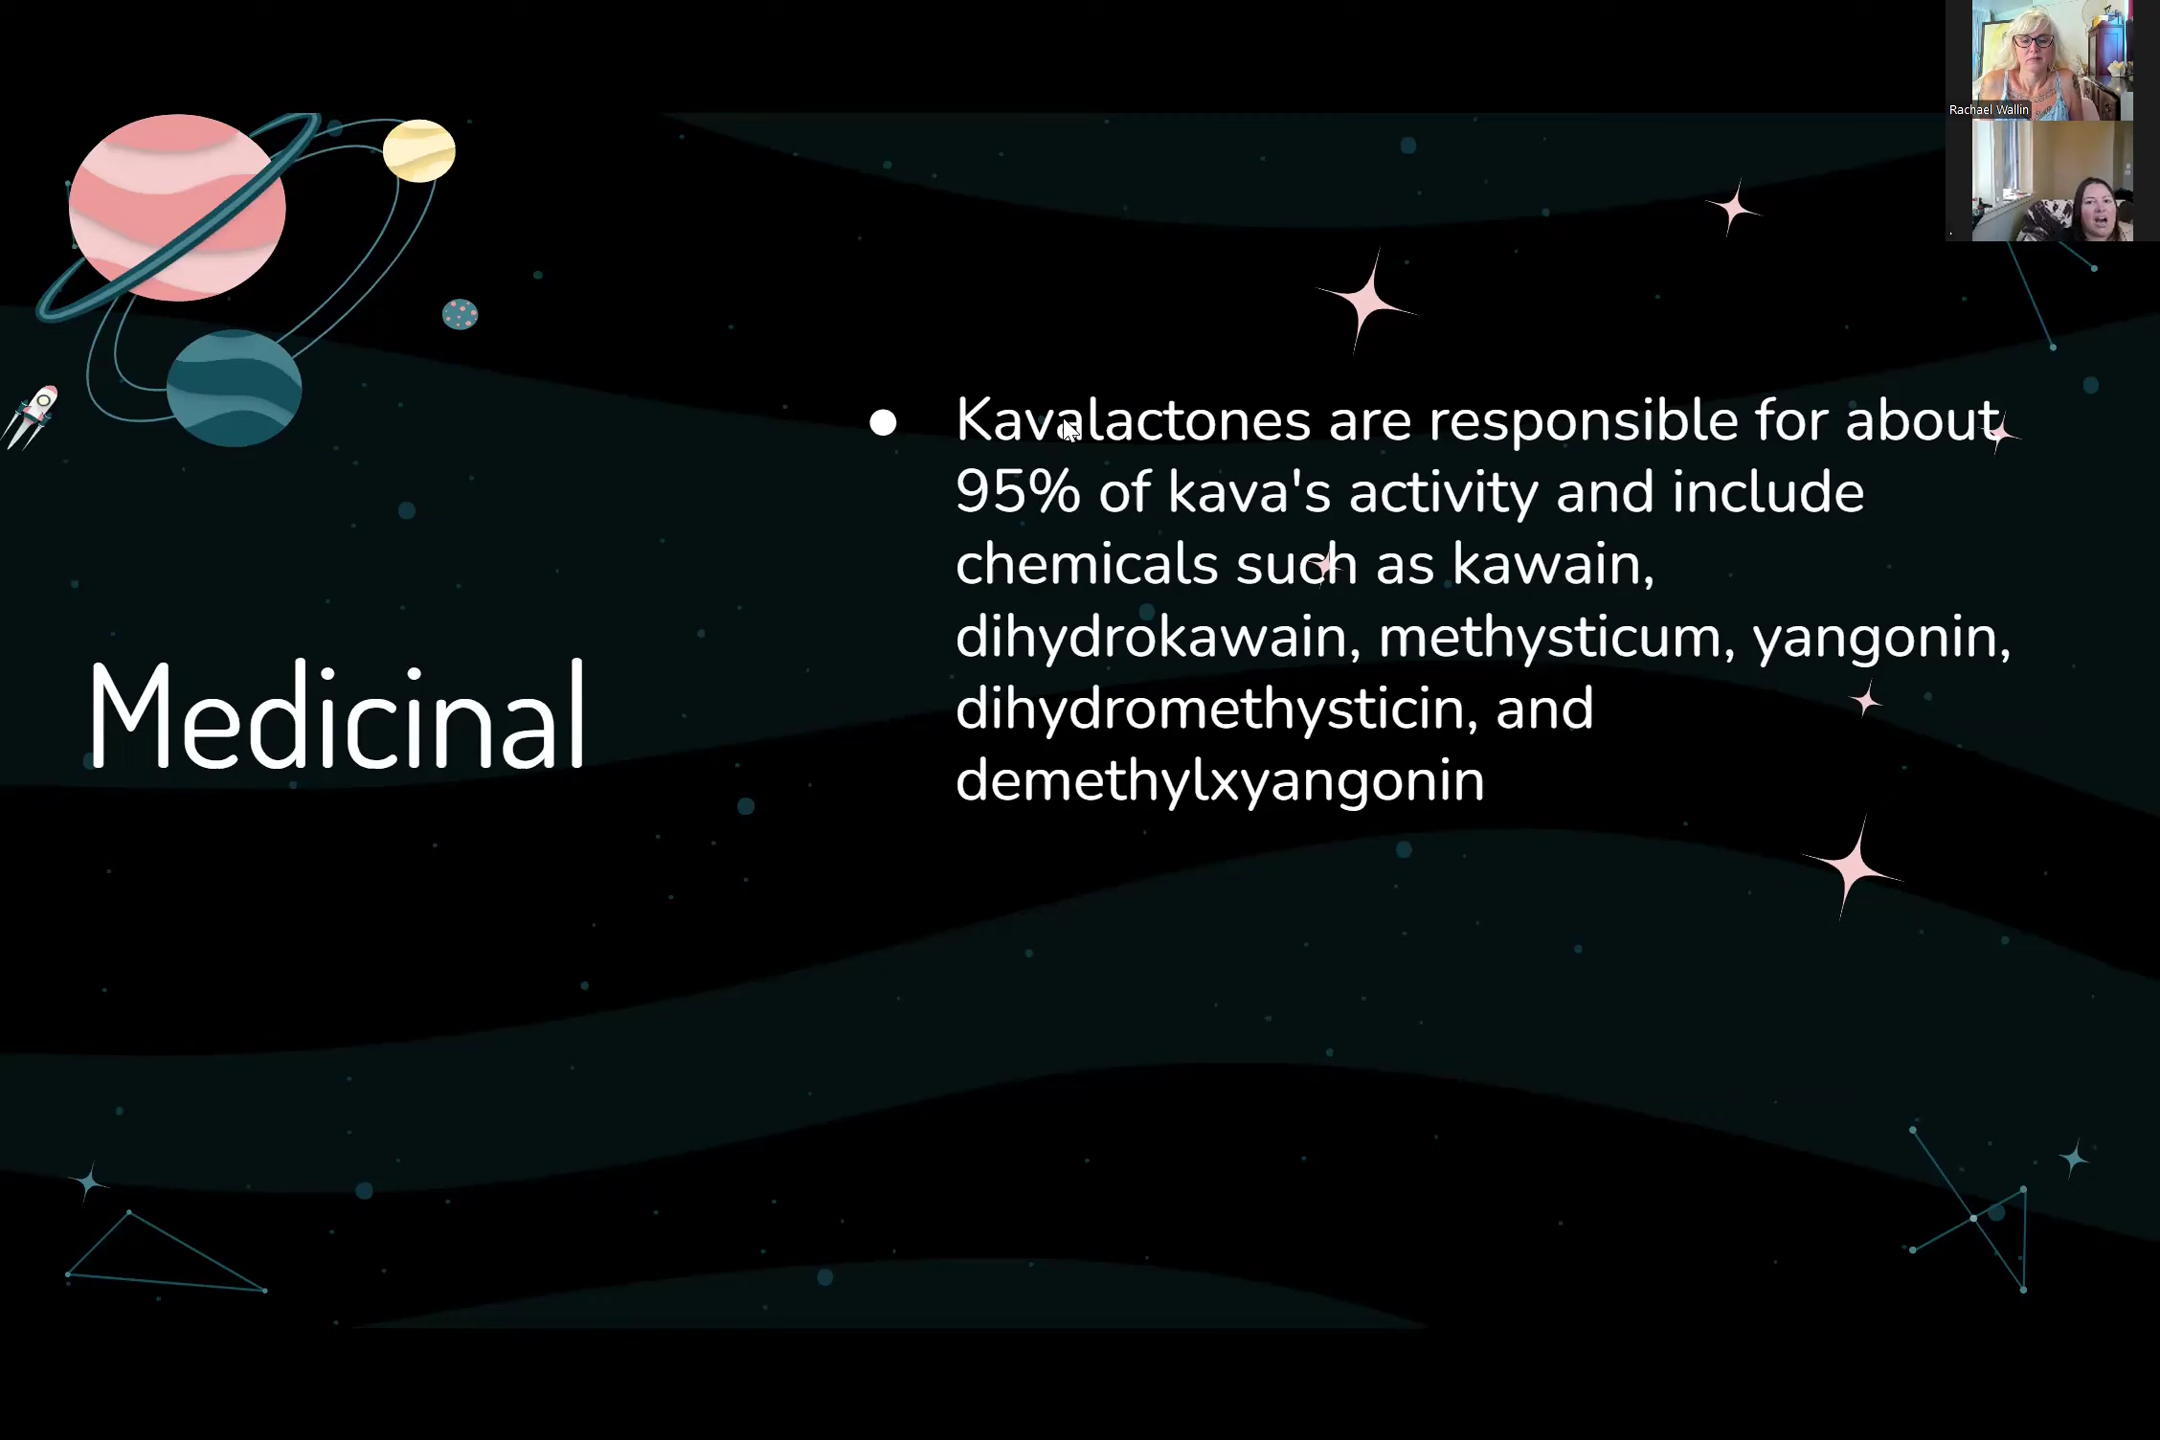 Rachael Wallin
Medicinal
● Kavalactones are responsible for about
95% of kava's activity and include
chemicals such as kawain,
dihydrokawain, methysticum, yangonin,
dihydromethysticin, and
demethylxyangonin